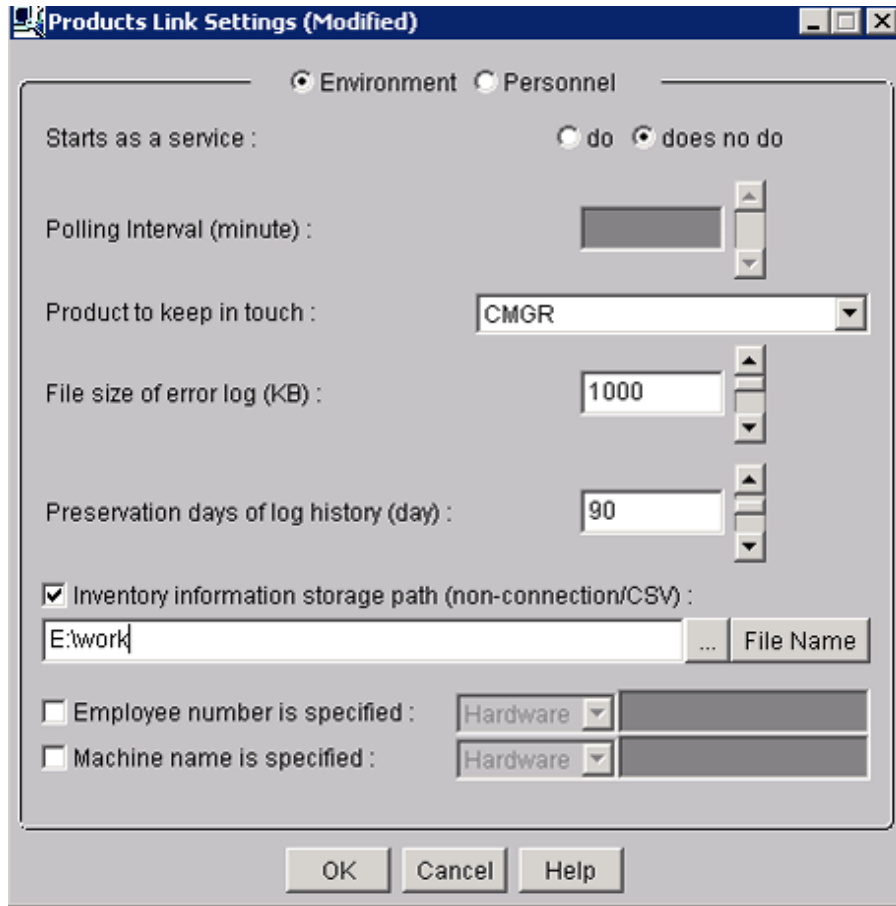 Products Link Settings (Modified)
Environment Personnel
Starts as a service : do does no do
Polling Interval (minute) :
Product to keep in touch : CMGR
File size of error log (KB) : 1000
Preservation days of log history (day) : 90
Inventory information storage path (non-connection/CSV) :
E:\work ... File Name
Employee number is specified : Hardware
Machine name is specified : Hardware
OK Cancel Help